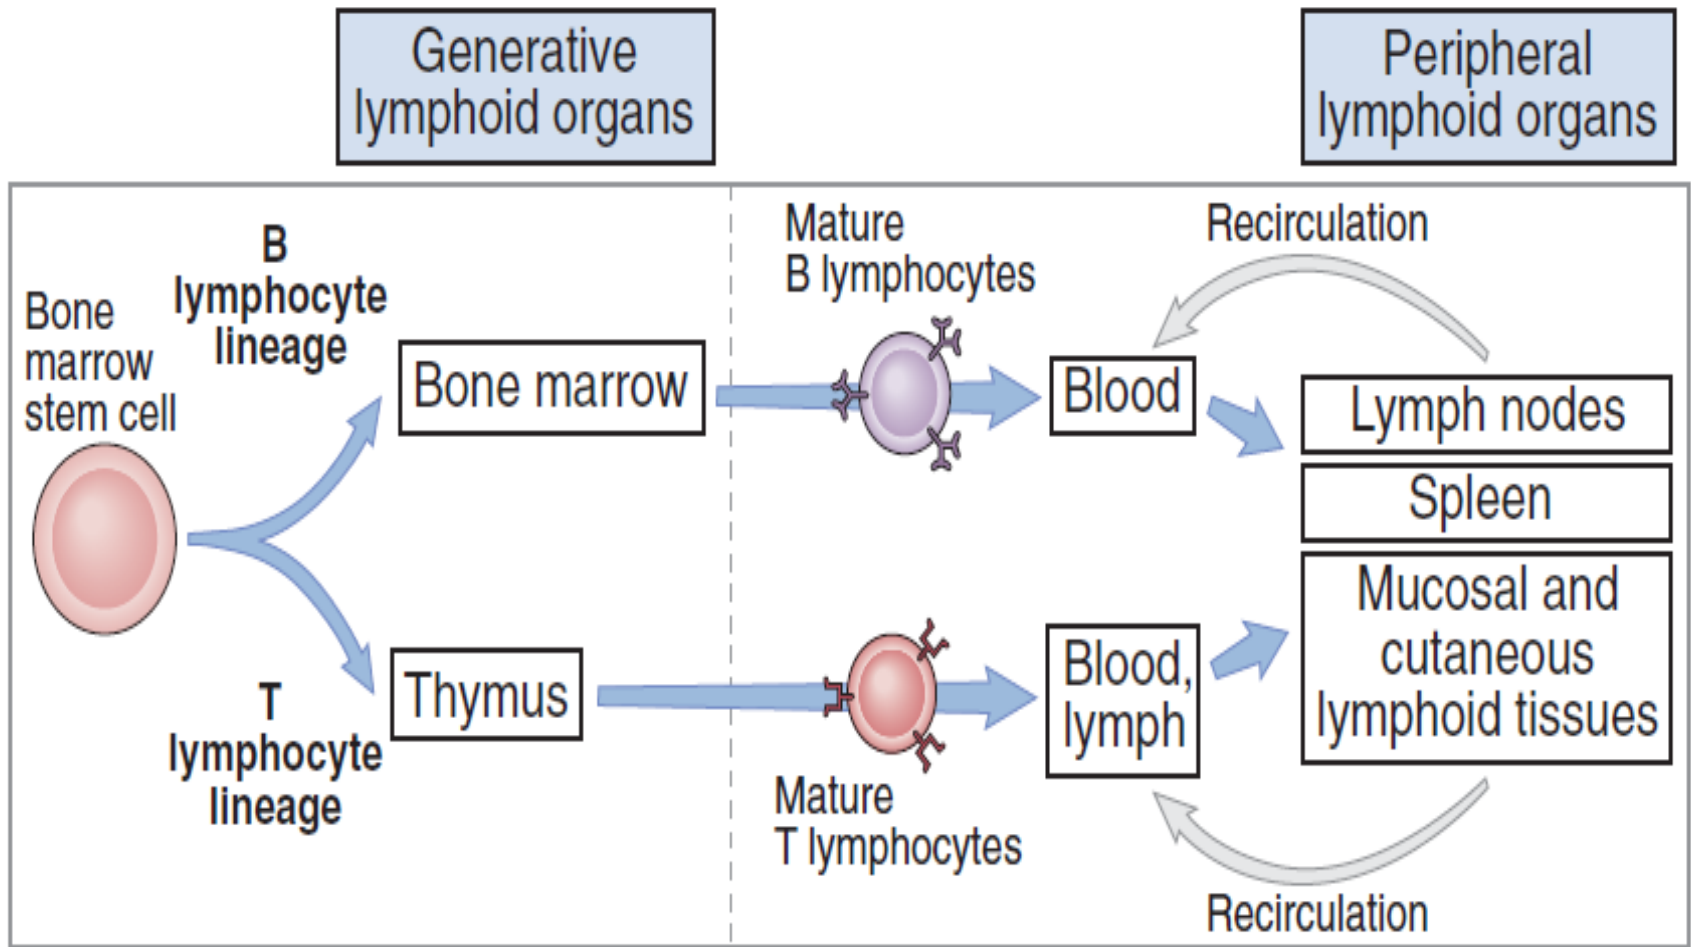 Generative
lymphoid organs
Peripheral
lymphoid organs
Bone
marrow
stem cell
B
lymphocyte
lineage
Bone marrow
Mature
B lymphocytes
Blood
Recirculation
Lymph nodes
Spleen
Mucosal and
cutaneous
lymphoid tissues
T
lymphocyte
lineage
Thymus
Mature
T lymphocytes
Blood,
lymph
Recirculation